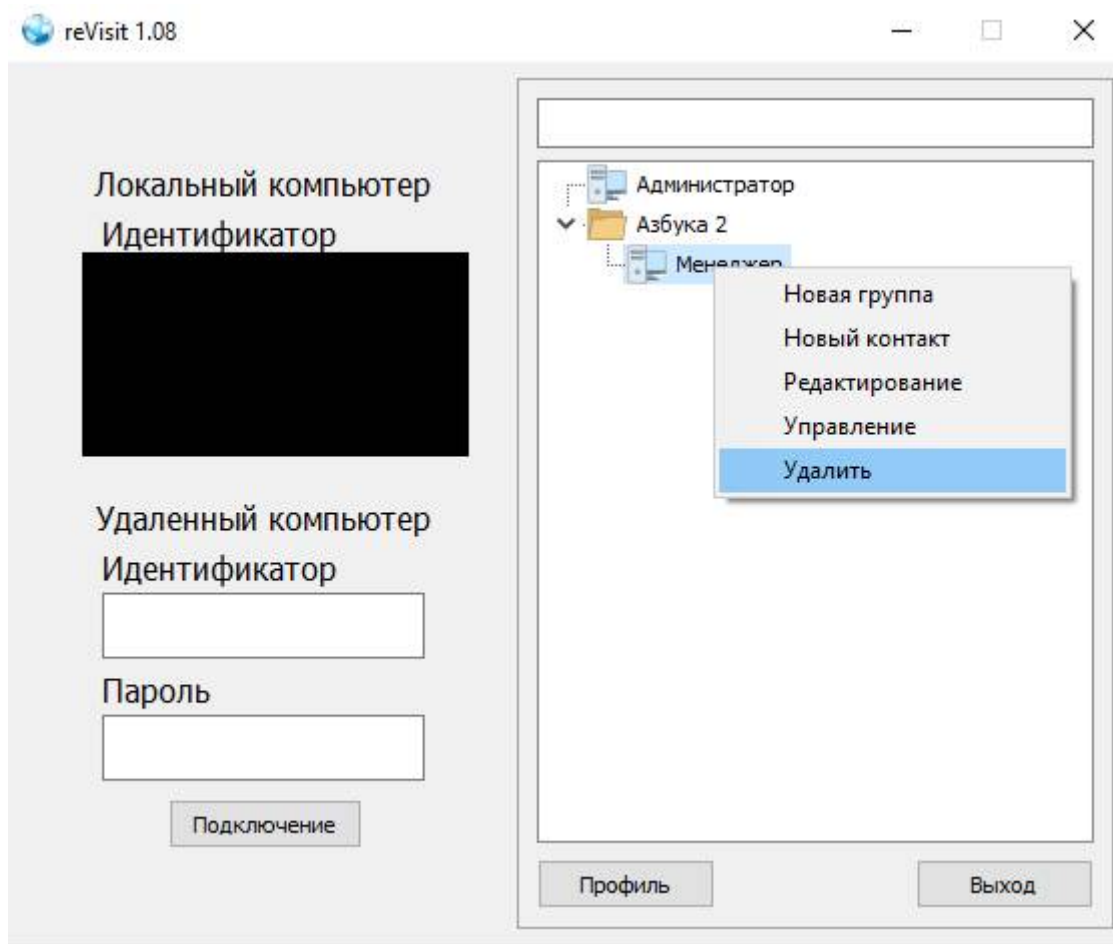 reVisit 1.08
Локальный компьютер
Идентификатор
Удаленный компьютер
Идентификатор
Пароль
Подключение
Администратор
Азбука 2
Менеджер
Новая группа
Новый контакт
Редактирование
Управление
Удалить
Профиль
Выход